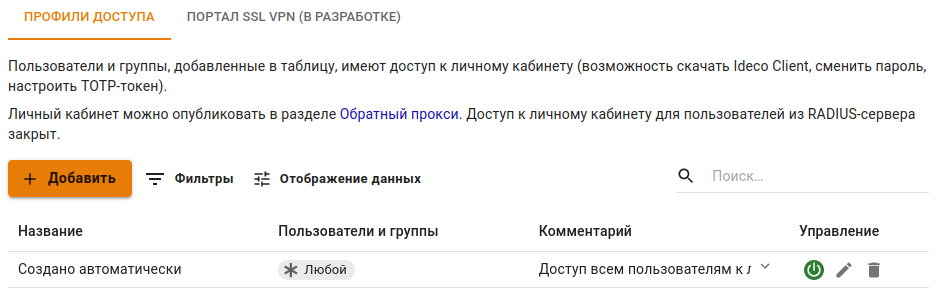 ПРОФИЛИ ДОСТУПА ПОРТАЛ SSL VPN (В РАЗРАБОТКЕ)
Пользователи и группы, добавленные в таблицу, имеют доступ к личному кабинету (возможность скачать Ideco Client, сменить пароль,
настроить TOTP-токен).
Личный кабинет можно опубликовать в разделе Обратный прокси. Доступ к личному кабинету для пользователей из RADIUS-сервера
закрыт.
+ Добавить Фильтры Отображение данных Поиск...
Название Пользователи и группы Комментарий Управление
Создано автоматически Любой Доступ всем пользователям к